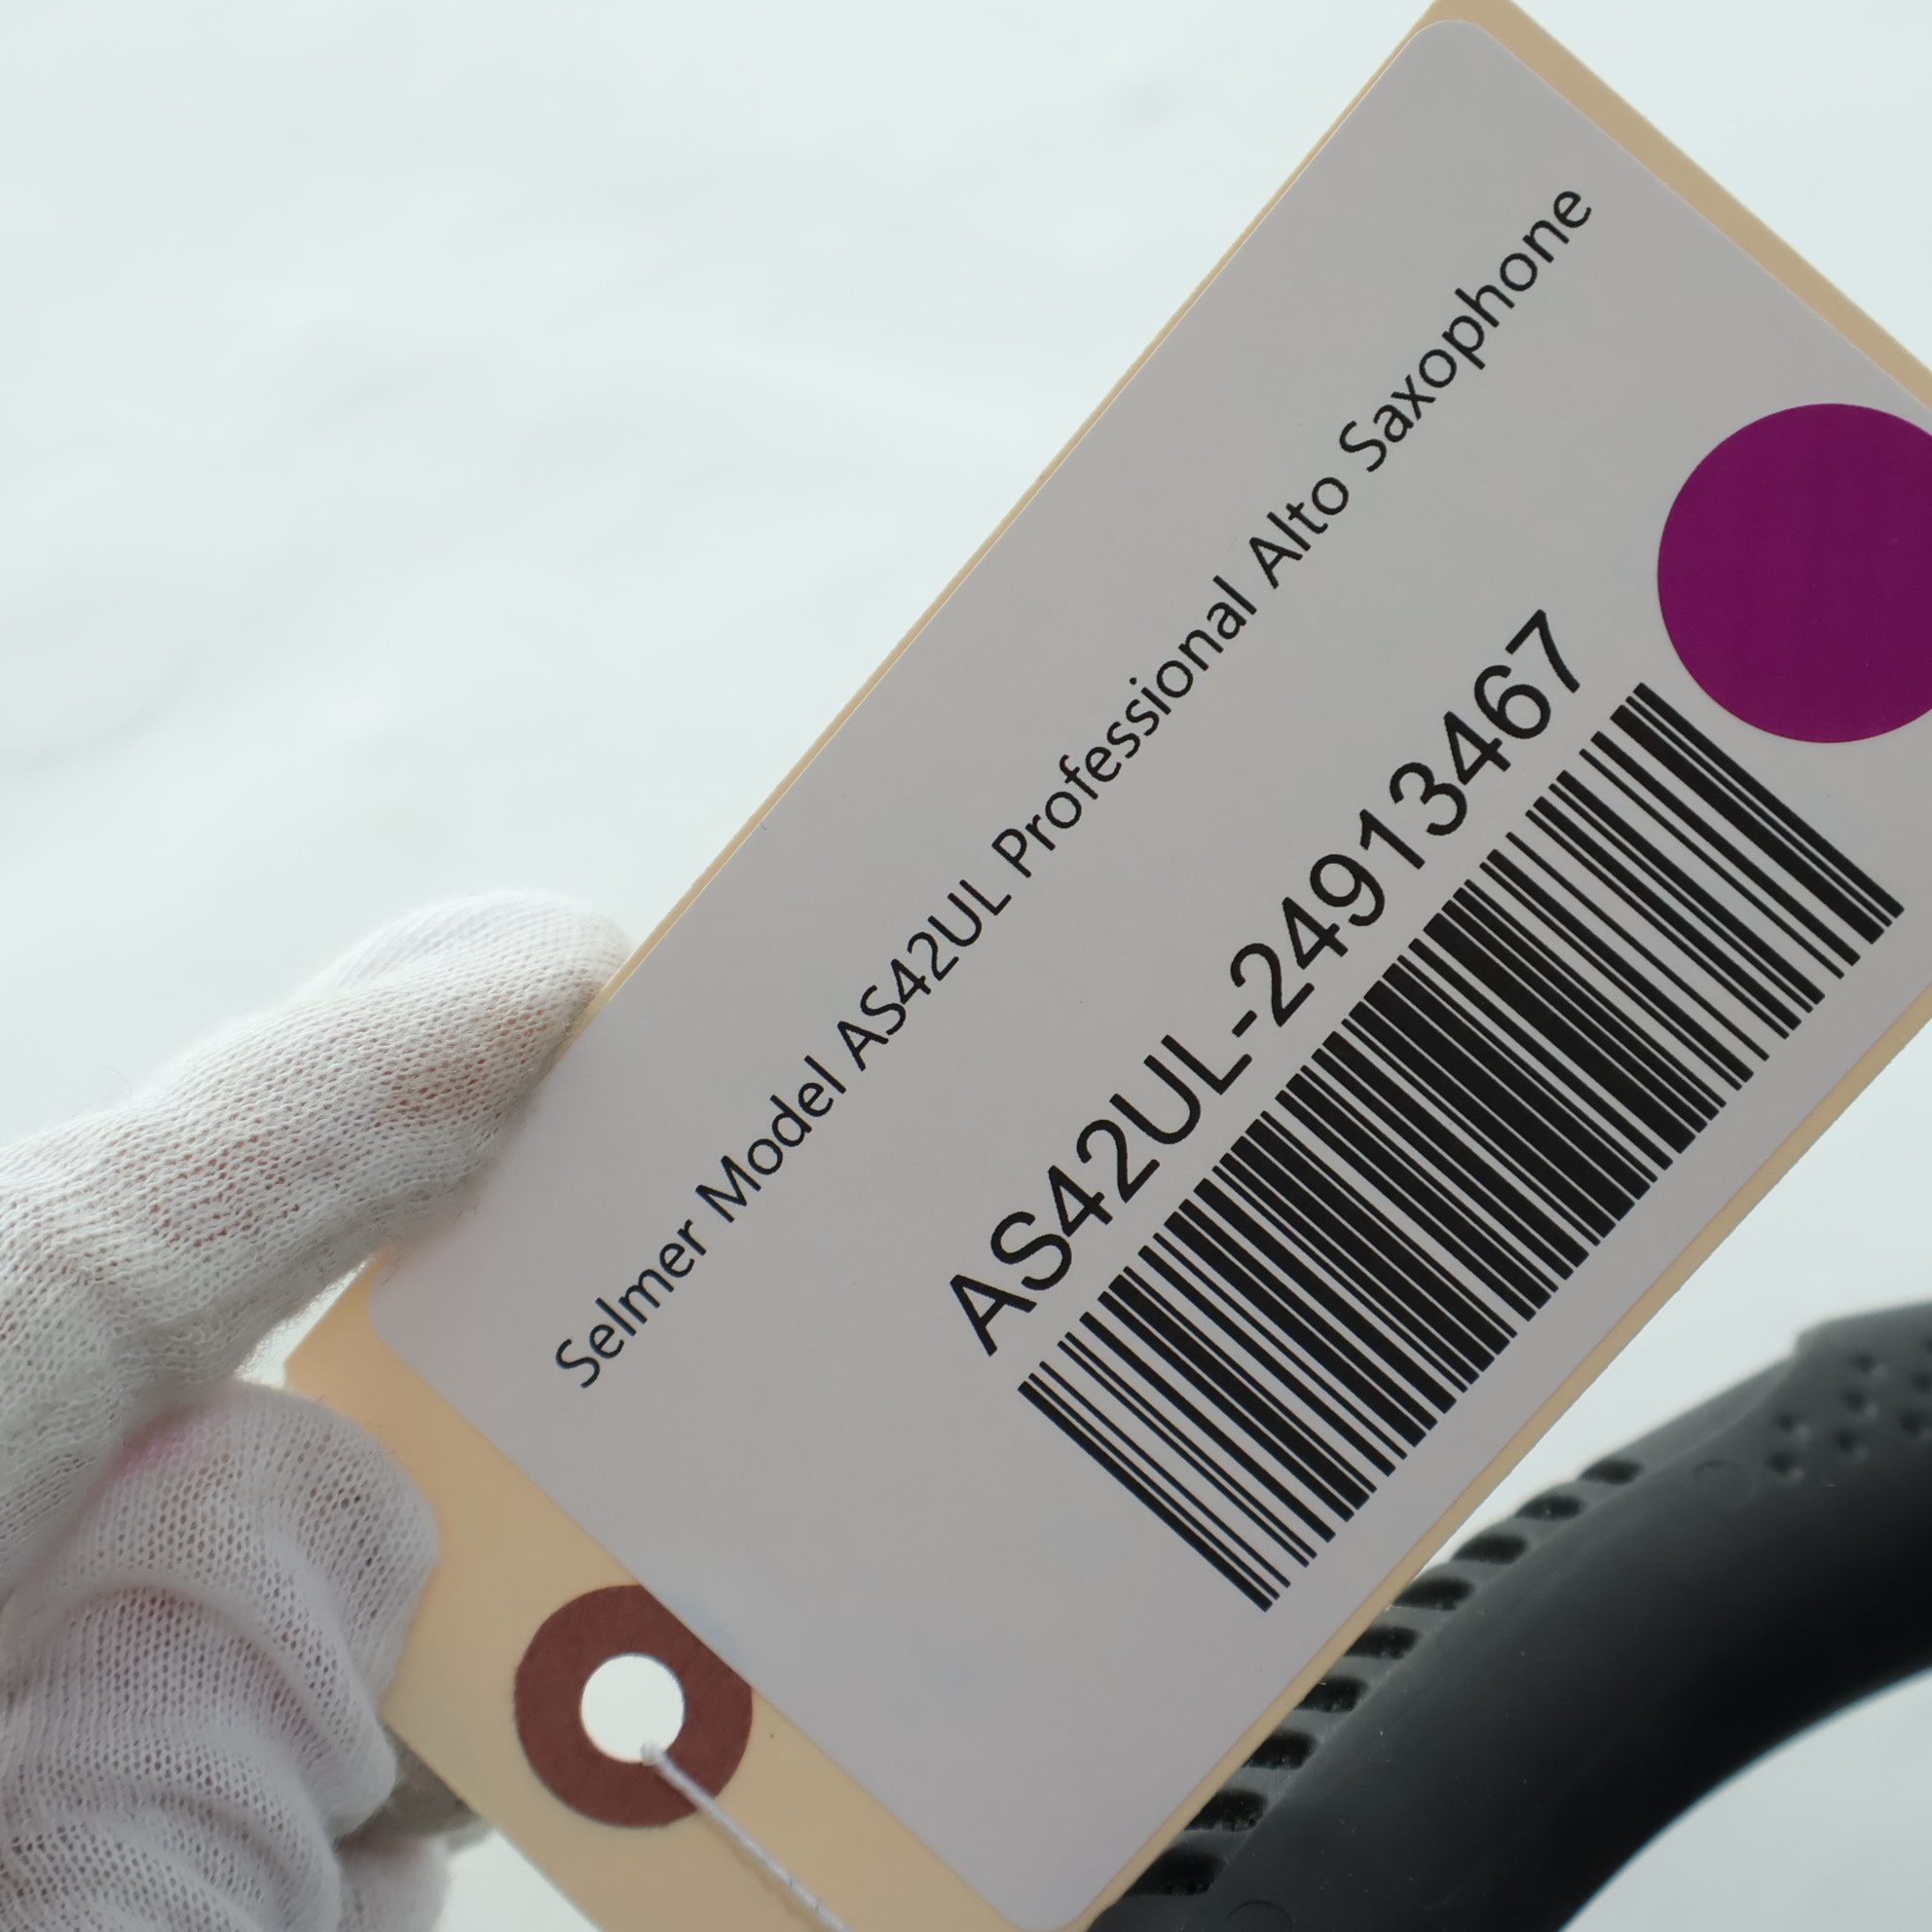 Selmer Model AS42UL Professional Alto Saxophone
AS42UL-24913467